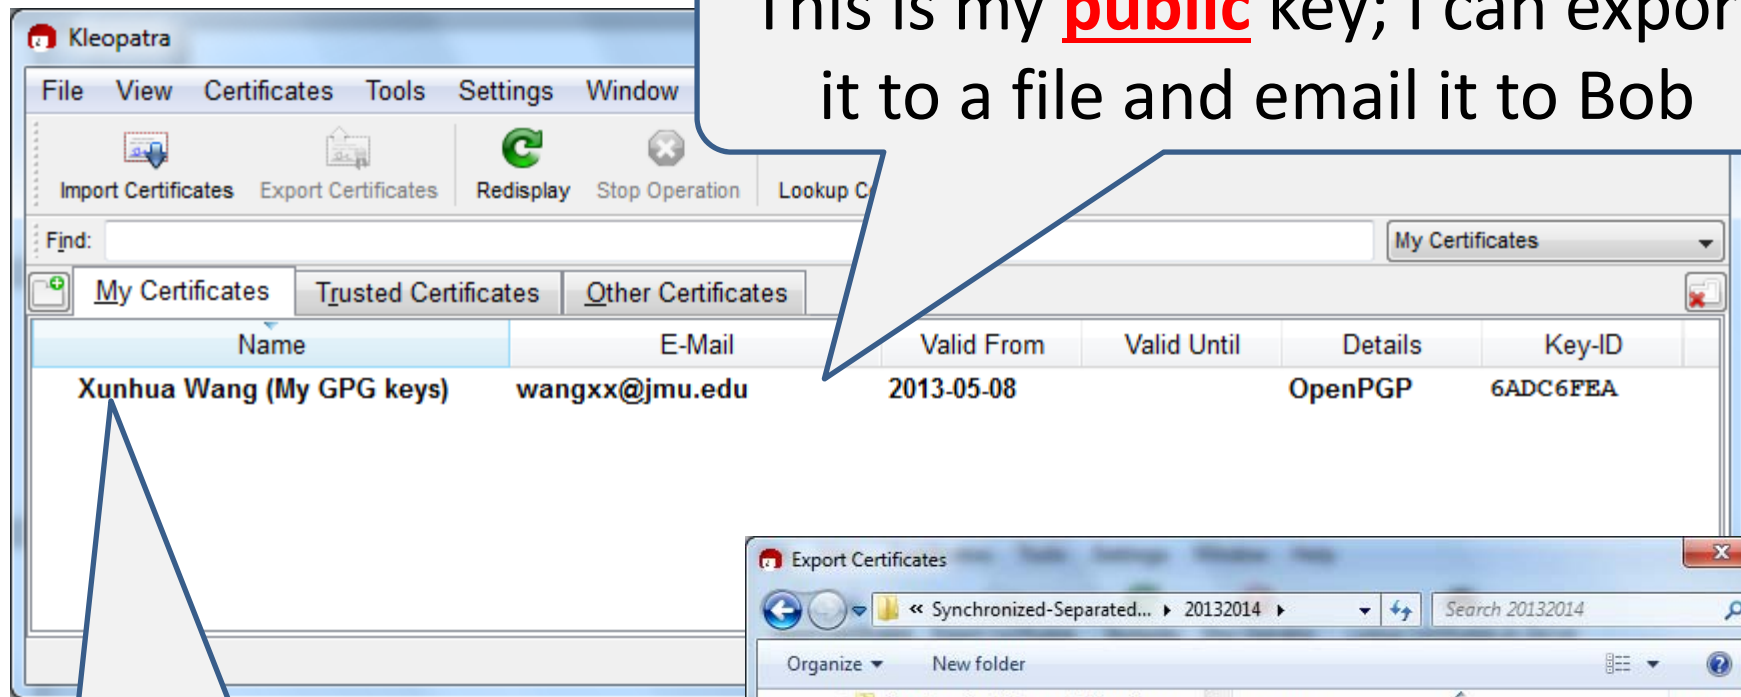 This is my public key; I can expor
it to a file and email it to Bob
Kleopatra
File View Certificates Tools Settings Window
Import Certificates Export Certificates Redisplay Stop Operation Lookup C
Find: My Certificates
My Certificates Trusted Certificates Other Certificates
Name E-Mail Valid From Valid Until Details Key-ID
Xunhua Wang (My GPG keys) wangxx@jmu.edu 2013-05-08 OpenPGP 6ADC6FEA
Export Certificates
« Synchronized-Separated... 20132014 Search 20132014
Organize New folder